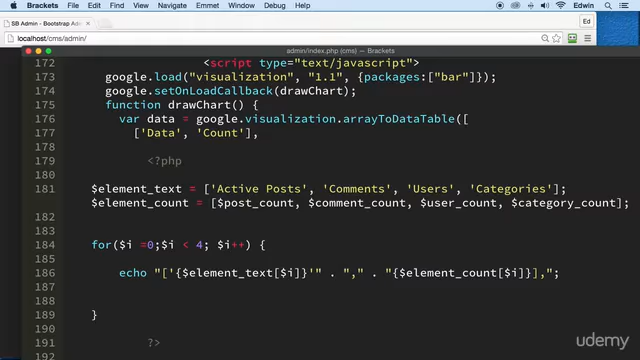 Brackets File Edit Find View Navigate Emmet Window Debug Help Edwin
SB Admin - Bootstrap Adm
Ed
localhost/cms/admin/
admin/index.php (cms) — Brackets
172 <script type="text/javascript">
173 google.load("visualization", "1.1", {packages:["bar"]});
174 google.setOnLoadCallback(drawChart);
175 function drawChart() {
176 var data = google.visualization.arrayToDataTable([
177 ['Data', 'Count'],
178
179 <?php
180
181 $element_text = ['Active Posts', 'Comments', 'Users', 'Categories'];
$element_count = [$post_count, $comment_count, $user_count, $category_count];
182
183
184 for($i =0;$i < 4; $i++) {
185
186 echo "['{$element_text[$i]}'" . "," . "{$element_count[$i]}],";
187
188
189 }
190
191 ?>
192
udemy